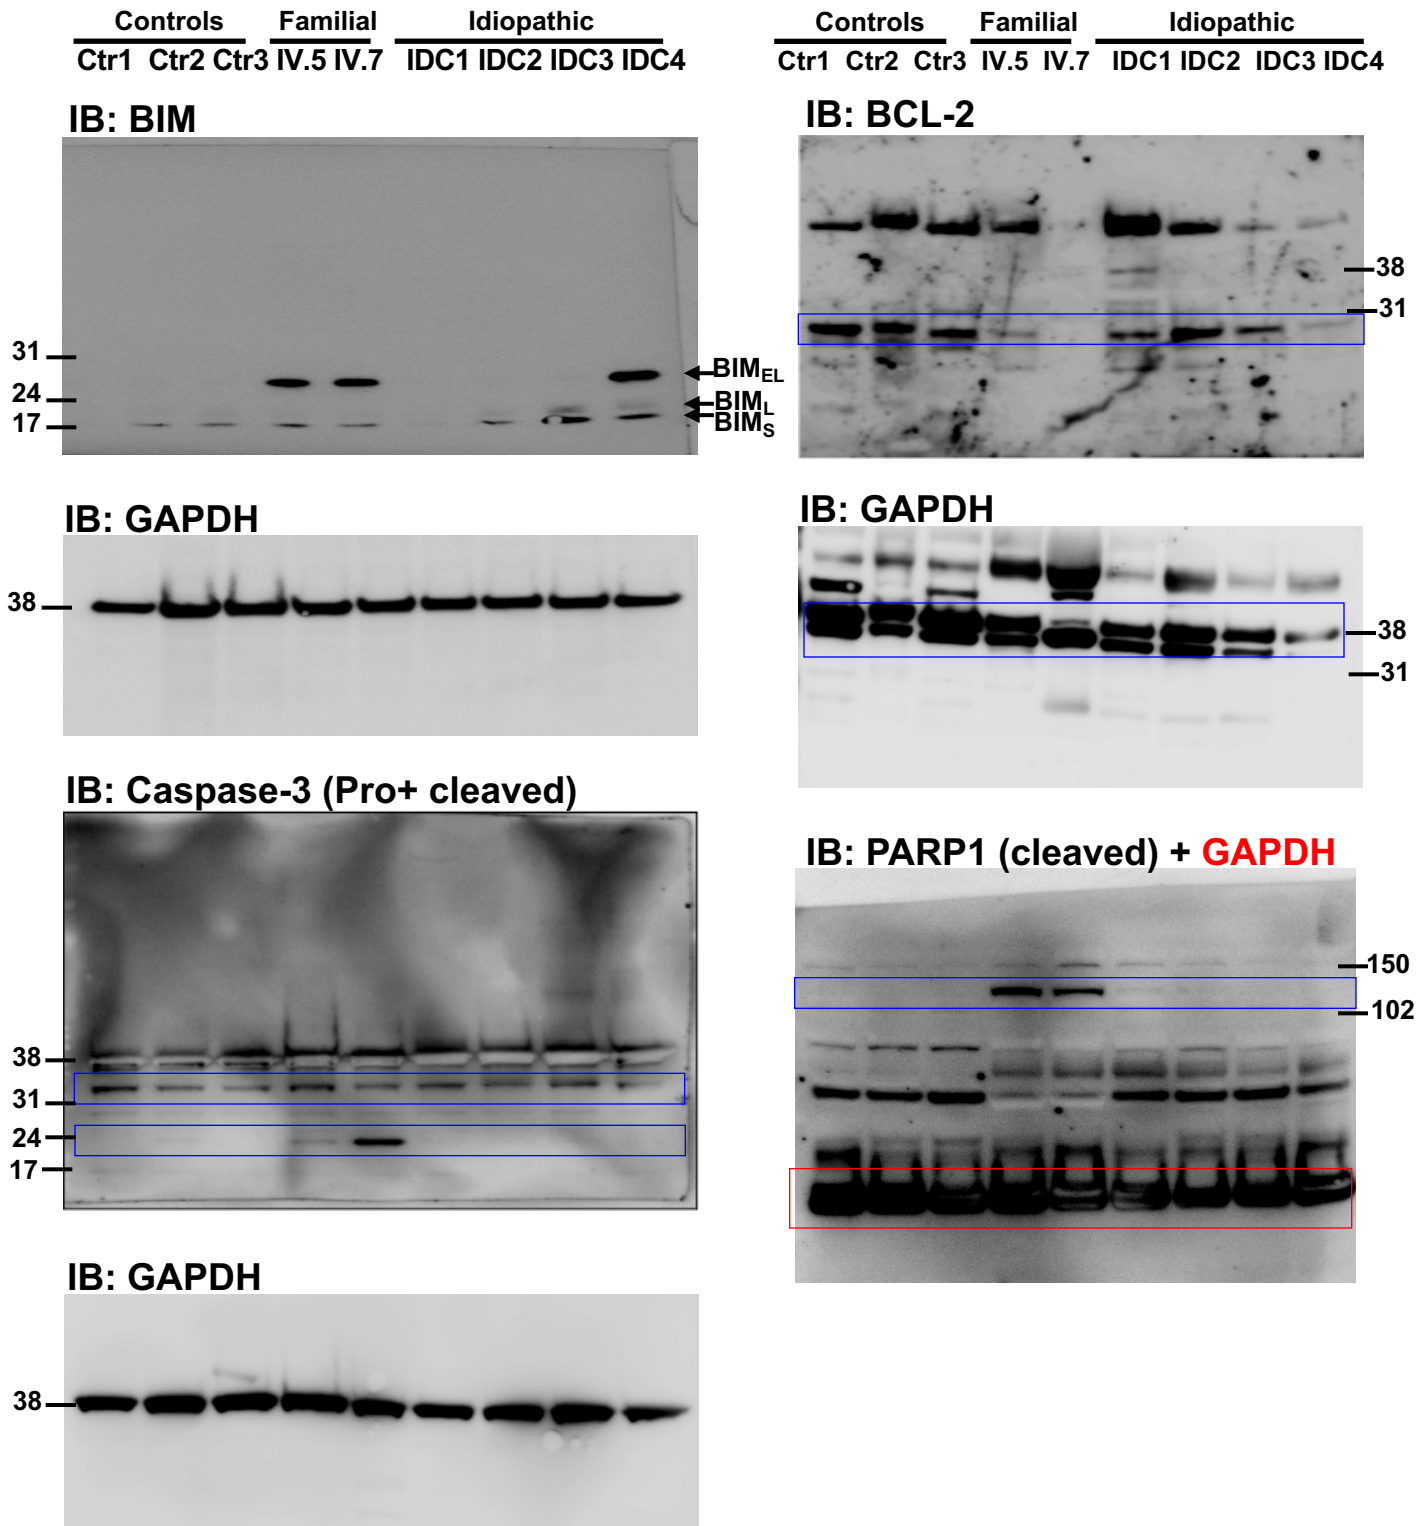 Controls Familial Idiopathic
Ctr1 Ctr2 Ctr3 IV.5 IV.7 IDC1 IDC2 IDC3 IDC4
IB: BIM
31
24
17
BIMEL
BIML
BIMS
IB: GAPDH
38
IB: Caspase-3 (Pro+ cleaved)
38
31
24
17
IB: GAPDH
38
Controls Familial Idiopathic
Ctr1 Ctr2 Ctr3 IV.5 IV.7 IDC1 IDC2 IDC3 IDC4
IB: BCL-2
38
31
IB: GAPDH
38
31
IB: PARP1 (cleaved) + GAPDH
150
102